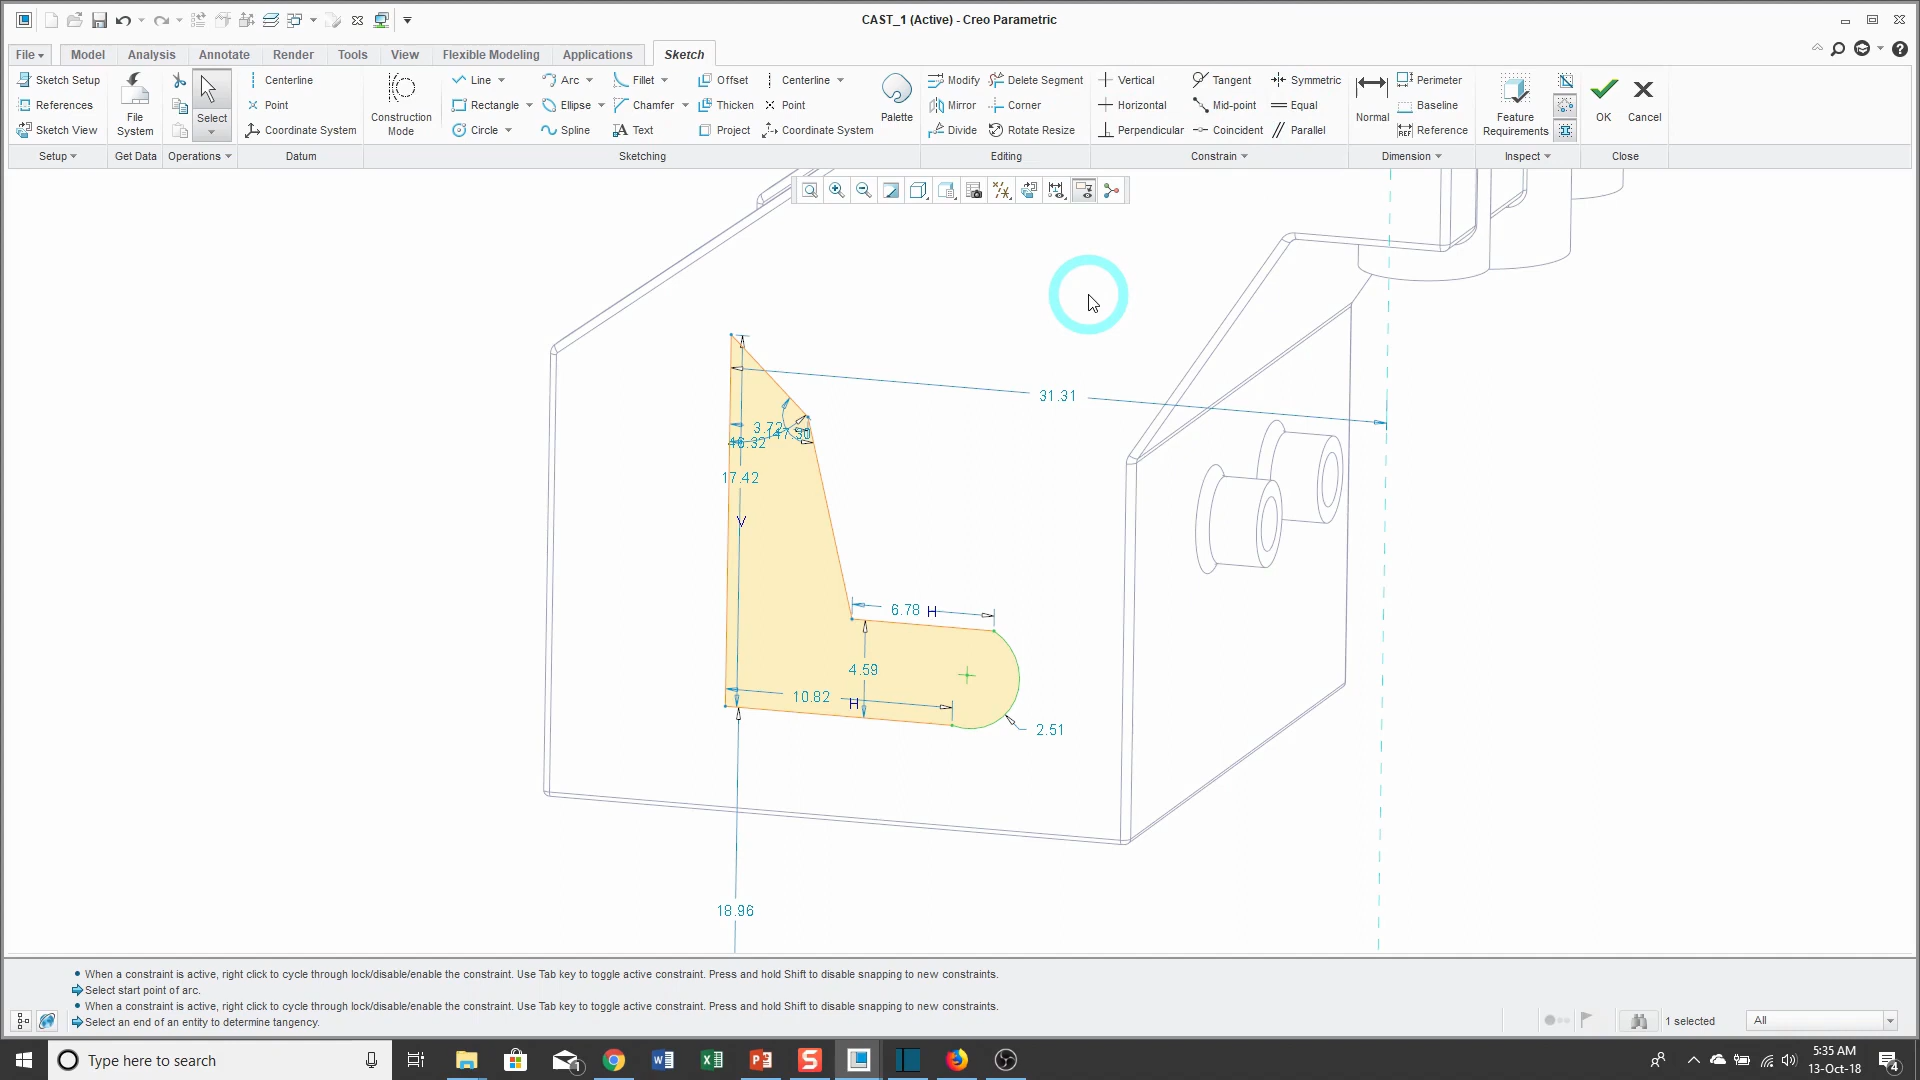 CAST_1 (Active) - Creo Parametric
File Model Analysis Annotate Render Tools View Flexible Modeling Applications Sketch
Sketch Setup
References
Sketch View
Setup
File
System
Get Data
Select
Operations
Centerline
Point
Coordinate System
Datum
Construction
Mode
Line
Rectangle
Circle
Arc
Ellipse
Spline
Fillet
Chamfer
Text
Offset
Thicken
Project
Centerline
Point
Coordinate System
Palette
Sketching
Modify
Mirror
Divide
Delete Segment
Corner
Rotate Resize
Editing
Vertical
Horizontal
Perpendicular
Tangent
Mid-point
Coincident
Symmetric
Equal
Parallel
Constrain
Normal
Perimeter
Baseline
REF
Reference
Dimension
Feature
Requirements
Inspect
OK
Cancel
Close
31.31
3.72
147.30
46.32
17.42
V
6.78 H
4.59
10.82 H
2.51
18.96
When a constraint is active, right click to cycle through lock/disable/enable the constraint. Use Tab key to toggle active constraint. Press and hold Shift to disable snapping to new constraints.
Select start point of arc.
When a constraint is active, right click to cycle through lock/disable/enable the constraint. Use Tab key to toggle active constraint. Press and hold Shift to disable snapping to new constraints.
Select an end of an entity to determine tangency.
1 selected
All
Type here to search
5:35 AM
13-Oct-18
4